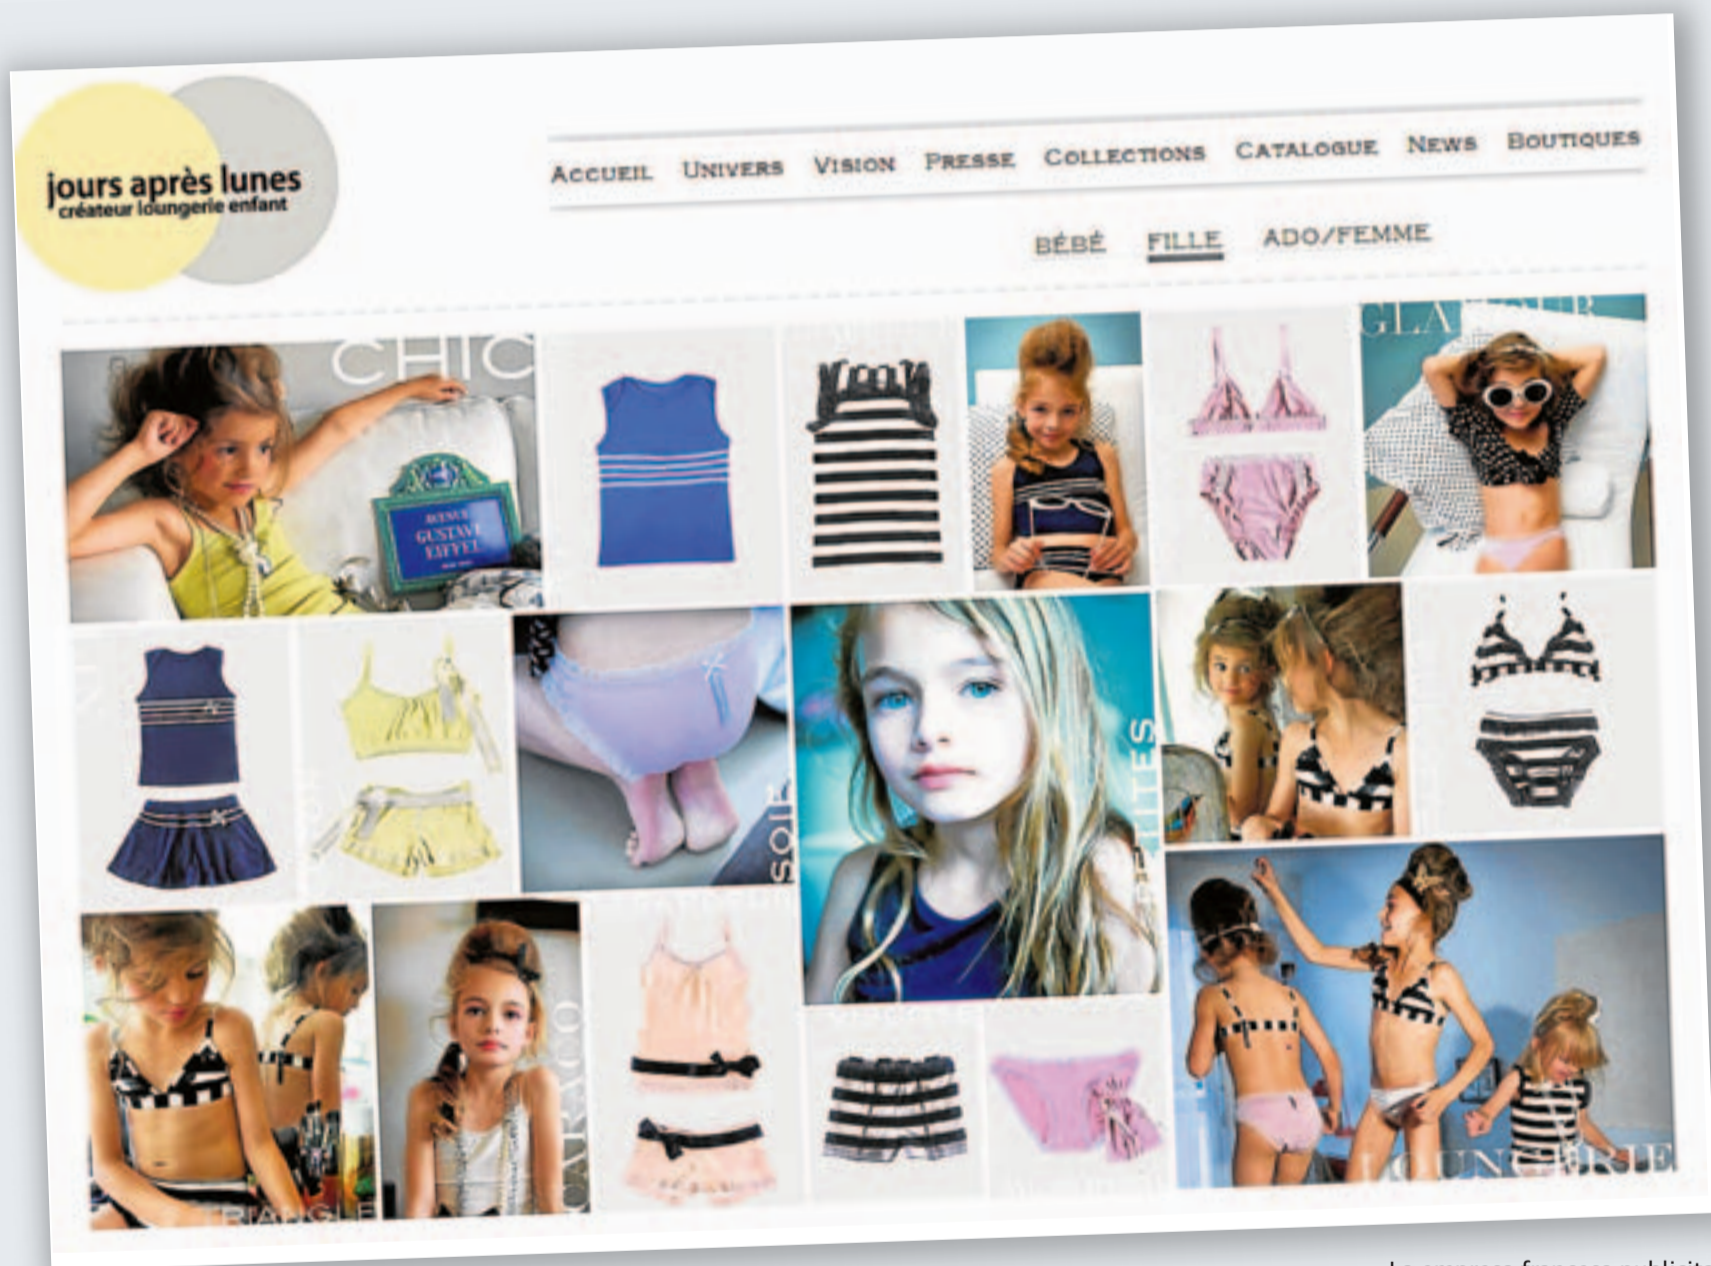 jours après lunes
créateur loungerie enfant
ACCUEIL UNIVERS VISION PRESSE COLLECTIONS CATALOGUE NEWS BOUTIQUES
BÉBÉ FILLE ADO/FEMME
CHIC
AVENUE
GUSTAVE
EIFFEL
SOIE
CARACO
TRIANGLE
LOUNGERIE